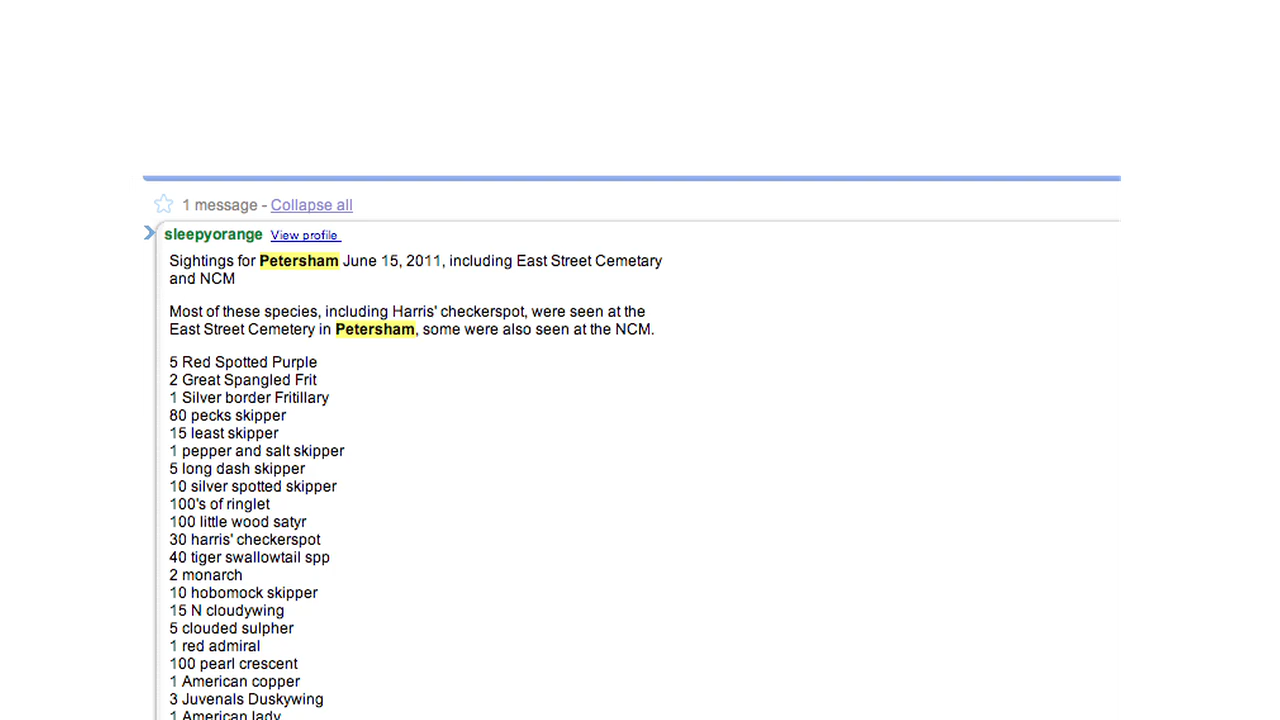 1 message - Collapse all
sleepyorange View profile
Sightings for Petersham June 15, 2011, including East Street Cemetary
and NCM
Most of these species, including Harris' checkerspot, were seen at the
East Street Cemetery in Petersham, some were also seen at the NCM.
5 Red Spotted Purple
2 Great Spangled Frit
1 Silver border Fritillary
80 pecks skipper
15 least skipper
1 pepper and salt skipper
5 long dash skipper
10 silver spotted skipper
100's of ringlet
100 little wood satyr
30 harris' checkerspot
40 tiger swallowtail spp
2 monarch
10 hobomock skipper
15 N cloudywing
5 clouded sulpher
1 red admiral
100 pearl crescent
1 American copper
3 Juvenals Duskywing
1 American lady